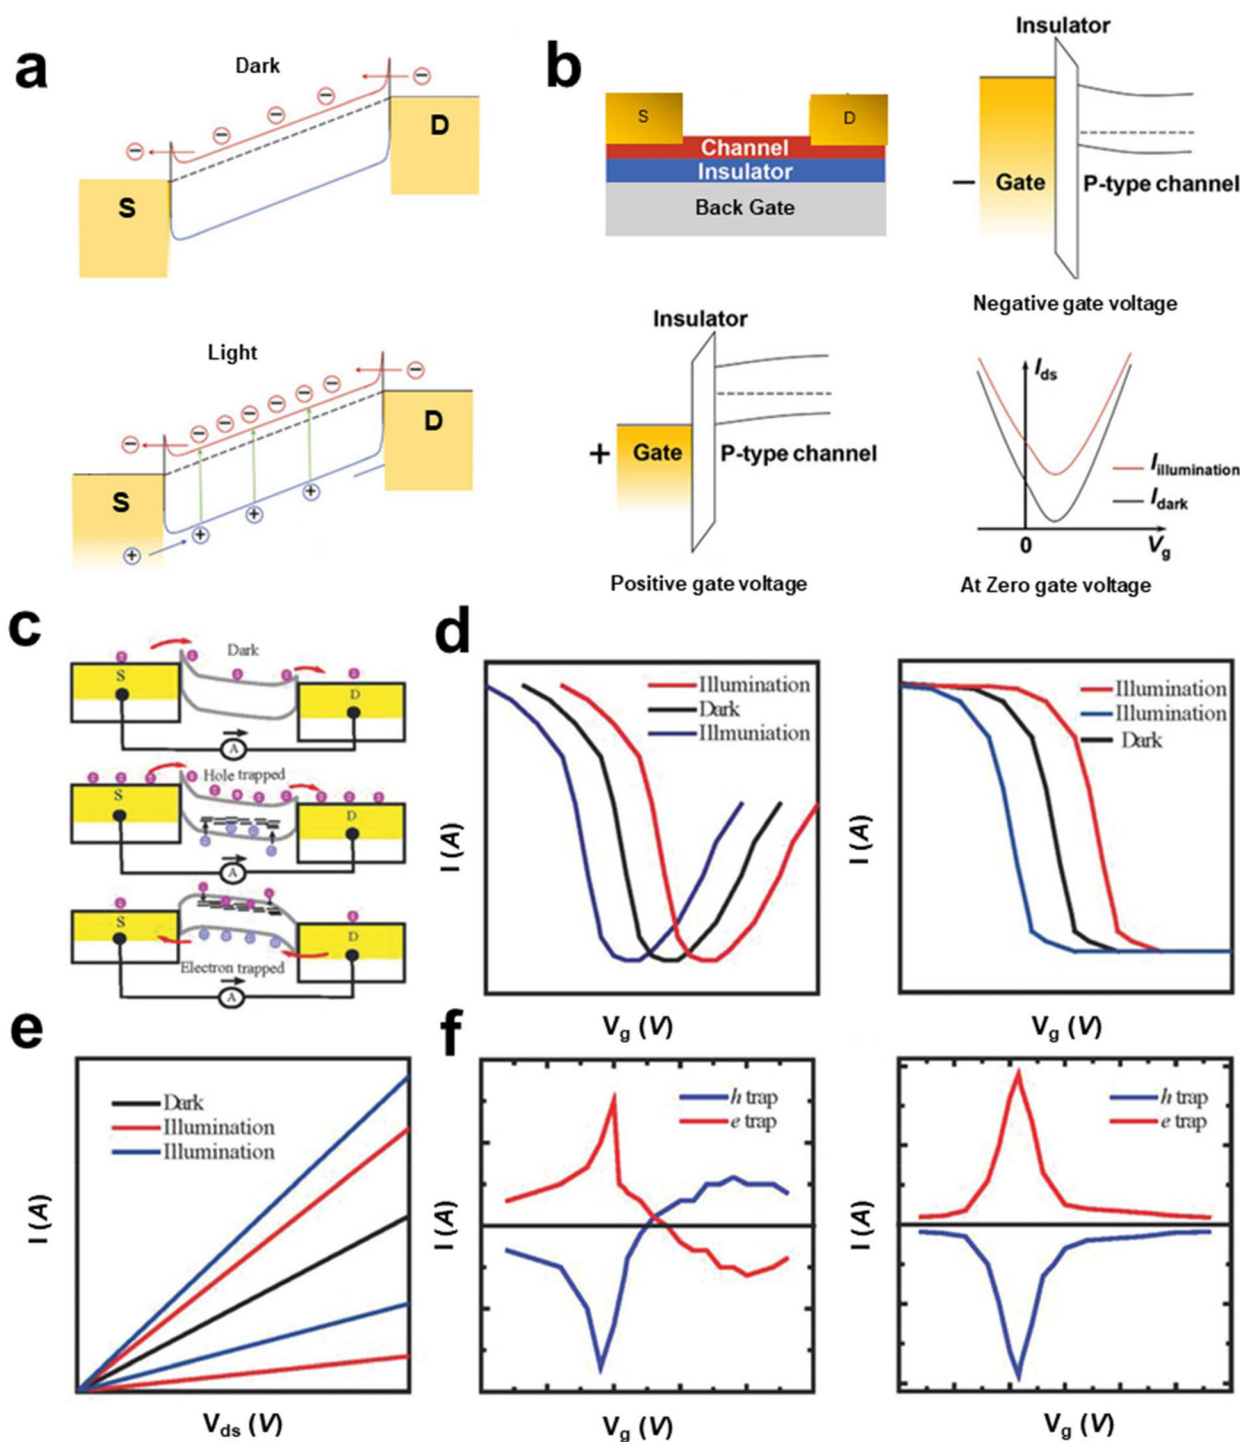 a
Dark
S
D
Light
S
D
b
S
D
Channel
Insulator
Back Gate
Insulator
Gate
P-type channel
Negative gate voltage
Insulator
Gate
P-type channel
Positive gate voltage
Ids
Iillumination
Idark
0
Vg
At Zero gate voltage
c
Dark
S
D
A
Hole trapped
S
D
A
S
D
Electron trapped
A
d
Illumination
Dark
Illmuniation
I (A)
Vg (V)
Illumination
Illumination
Dark
I (A)
Vg (V)
e
Dark
Illumination
Illumination
I (A)
Vds (V)
f
h trap
e trap
I (A)
Vg (V)
h trap
e trap
I (A)
Vg (V)